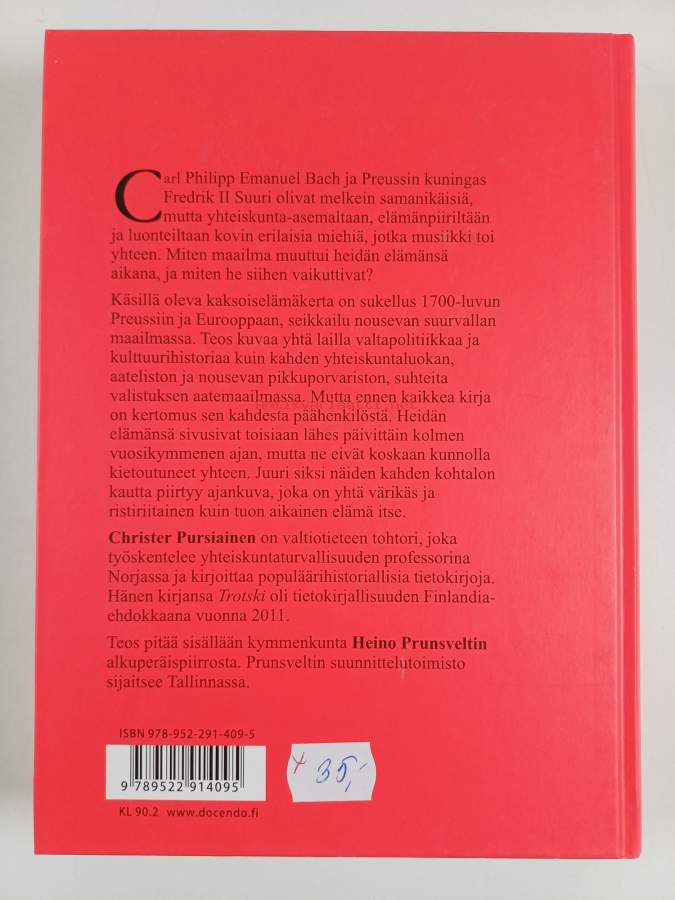 Carl Philipp Emanuel Bach ja Preussin kuningas
Fredrik II Suuri olivat melkein samanikäisiä,
mutta yhteiskunta-asemaltaan, elämänpiiriltään
ja luonteiltaan kovin erilaisia miehiä, jotka musiikki toi
yhteen. Miten maailma muuttui heidän elämänsä
aikana, ja miten he siihen vaikuttivat?
Käsillä oleva kaksoiselämäkerta on sukellus 1700-luvun
Preussiin ja Eurooppaan, seikkailu nousevan suurvallan
maailmassa. Teos kuvaa yhtä lailla valtapolitiikkaa ja
kulttuurihistoriaa kuin kahden yhteiskuntaluokan,
aateliston ja nousevan pikkuporvariston, suhteita
valistuksen aatemaailmassa. Mutta ennen kaikkea kirja
on kertomus sen kahdesta päähenkilöstä. Heidän
elämänsä sivusivat toisiaan lähes päivittäin kolmen
vuosikymmenen ajan, mutta ne eivät koskaan kunnolla
kietoutuneet yhteen. Juuri siksi näiden kahden kohtalon
kautta piirtyy ajankuva, joka on yhtä värikäs ja
ristiriitainen kuin tuon aikainen elämä itse.
Christer Pursiainen on valtiotieteen tohtori, joka
työskentelee yhteiskuntaturvallisuuden professorina
Norjassa ja kirjoittaa populäärihistoriallisia tietokirjoja.
Hänen kirjansa Trotski oli tietokirjallisuuden Finlandia-
ehdokkaana vuonna 2011.
Teos pitää sisällään kymmenkunta Heino Prunsveltin
alkuperäispiirrosta. Prunsveltin suunnittelutoimisto
sijaitsee Tallinnassa.
ISBN 978-952-291-409-5
9 789522 914095
KL 90.2 www.docendo.fi
35,-